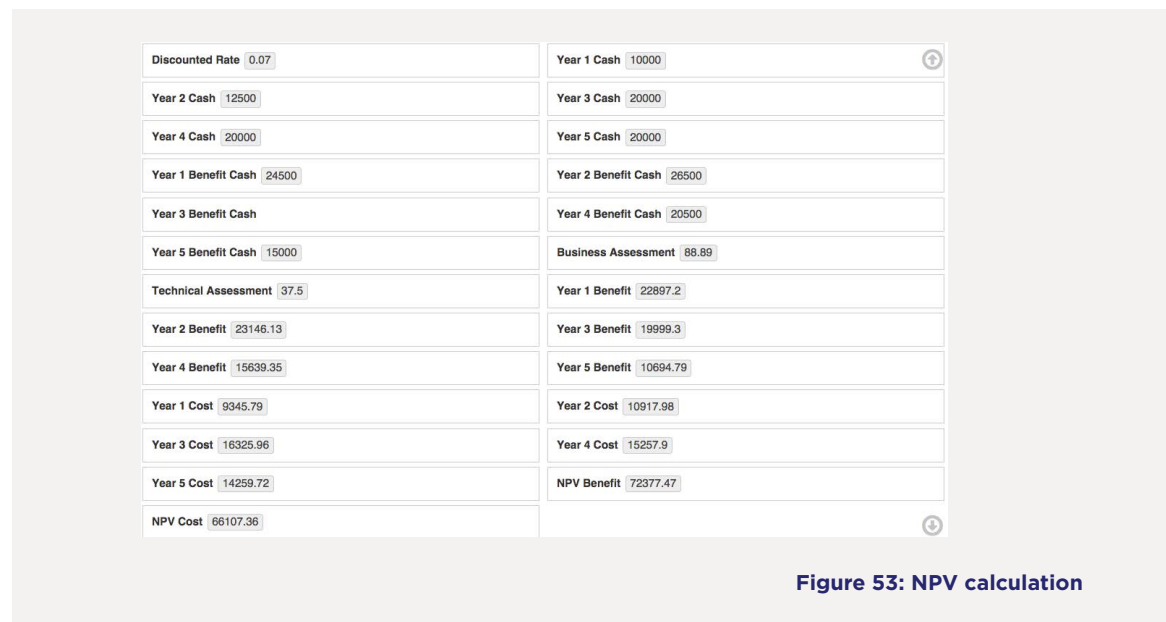 Discounted Rate 0.07
Year 1 Cash 10000
Year 2 Cash 12500
Year 3 Cash 20000
Year 4 Cash 20000
Year 5 Cash 20000
Year 1 Benefit Cash 24500
Year 2 Benefit Cash 26500
Year 3 Benefit Cash
Year 4 Benefit Cash 20500
Year 5 Benefit Cash 15000
Business Assessment 88.89
Technical Assessment 37.5
Year 1 Benefit 22897.2
Year 2 Benefit 23146.13
Year 3 Benefit 19999.3
Year 4 Benefit 15639.35
Year 5 Benefit 10694.79
Year 1 Cost 9345.79
Year 2 Cost 10917.98
Year 3 Cost 16325.96
Year 4 Cost 15257.9
Year 5 Cost 14259.72
NPV Benefit 72377.47
NPV Cost 66107.36
Figure 53: NPV calculation